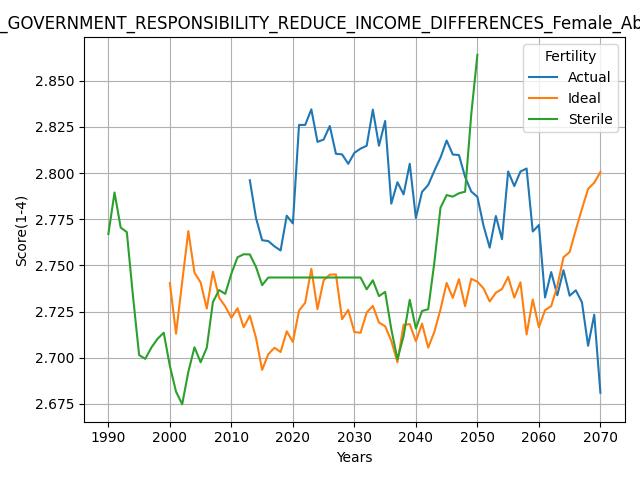 _GOVERNMENT_RESPONSIBILITY_REDUCE_INCOME_DIFFERENCES_Female_Ab
Fertility
Actual
Ideal
Sterile
Score(1-4)
2.850
2.825
2.800
2.775
2.750
2.725
2.700
2.675
1990 2000 2010 2020 2030 2040 2050 2060 2070
Years